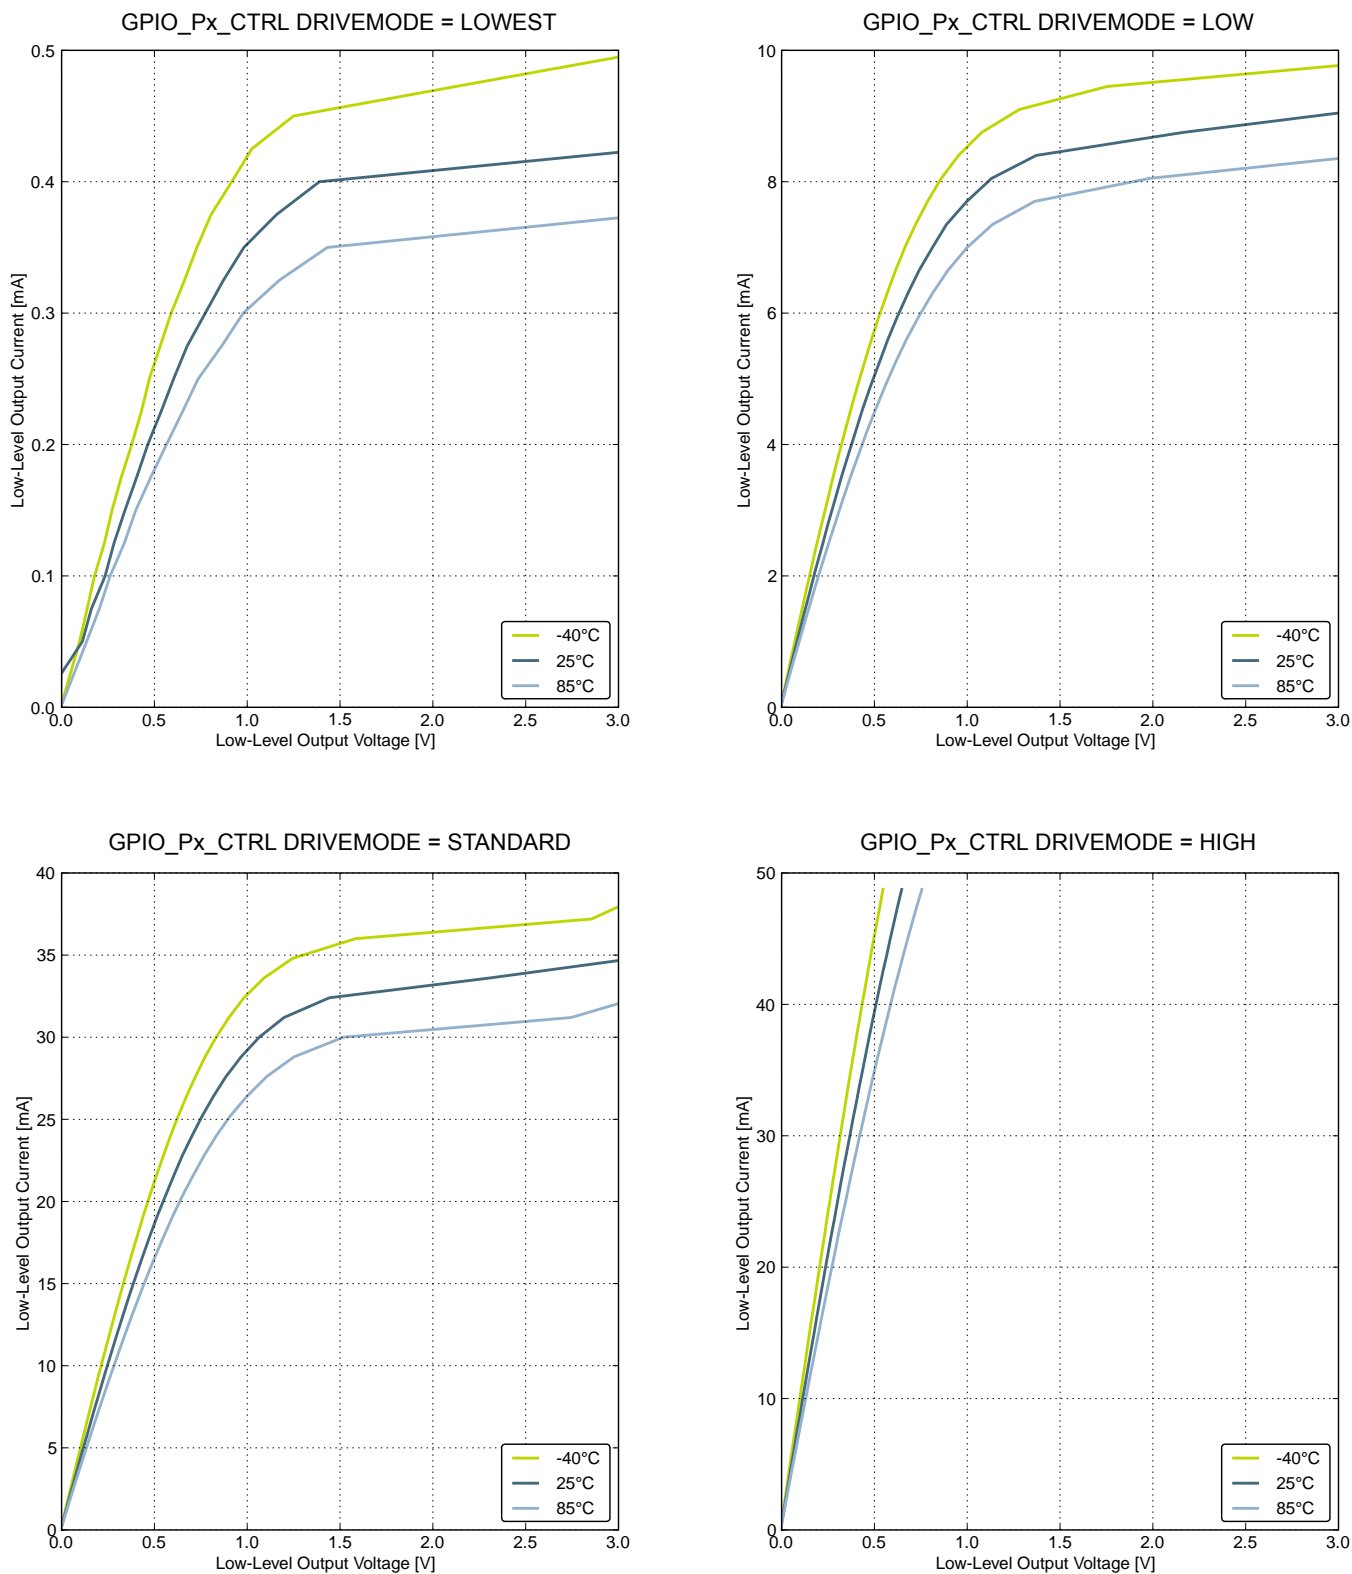 GPIO_Px_CTRL DRIVEMODE = LOWEST
0.5
0.4
0.3
0.2
0.1
0.0
Low-Level Output Current [mA]
-40°C
25°C
85°C
0.0 0.5 1.0 1.5 2.0 2.5 3.0
Low-Level Output Voltage [V]
GPIO_Px_CTRL DRIVEMODE = LOW
10
8
6
4
2
0
Low-Level Output Current [mA]
-40°C
25°C
85°C
0.0 0.5 1.0 1.5 2.0 2.5 3.0
Low-Level Output Voltage [V]
GPIO_Px_CTRL DRIVEMODE = STANDARD
40
35
30
25
20
15
10
5
0
Low-Level Output Current [mA]
-40°C
25°C
85°C
0.0 0.5 1.0 1.5 2.0 2.5 3.0
Low-Level Output Voltage [V]
GPIO_Px_CTRL DRIVEMODE = HIGH
50
40
30
20
10
0
Low-Level Output Current [mA]
-40°C
25°C
85°C
0.0 0.5 1.0 1.5 2.0 2.5 3.0
Low-Level Output Voltage [V]